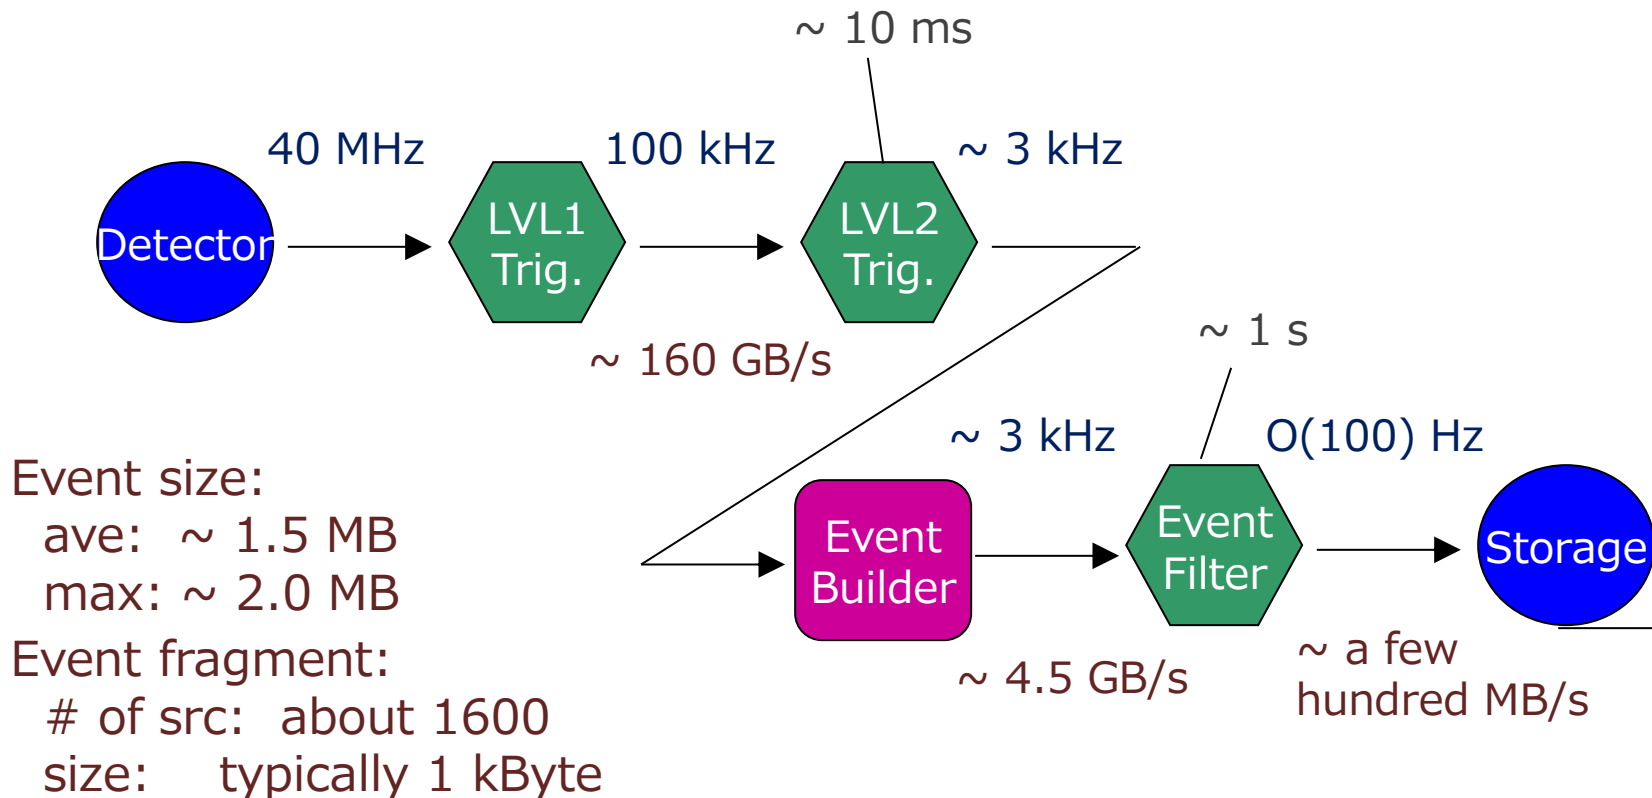 ~ 10 ms
40 MHz
100 kHz
~ 3 kHz
Detector
LVL1
Trig.
LVL2
Trig.
~ 160 GB/s
~ 1 s
~ 3 kHz
O(100) Hz
Event
Builder
Event
Filter
Storage
~ 4.5 GB/s
~ a few
hundred MB/s
Event size:
ave: ~ 1.5 MB
max: ~ 2.0 MB
Event fragment:
# of src: about 1600
size: typically 1 kByte